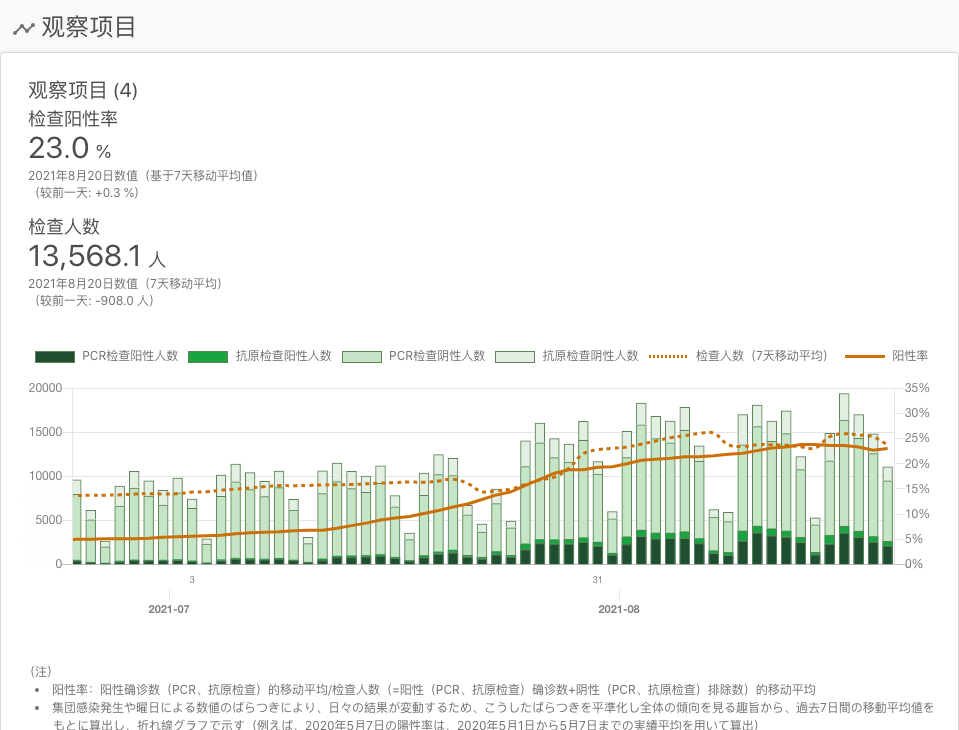 观察项目
观察项目 (4)
检查阳性率
23.0 %
2021年8月20日数值（基于7天移动平均值）
（较前一天: +0.3 %）
检查人数
13,568.1 人
2021年8月20日数值（7天移动平均）
（较前一天: -908.0 人）
PCR检查阳性人数 抗原检查阳性人数 PCR检查阴性人数 抗原检查阴性人数 检查人数（7天移动平均） 阳性率
20000 35%
30%
15000 25%
20%
10000 15%
5000 10%
5%
0 0%
3 31
2021-07 2021-08
(注)
• 阳性率：阳性确诊数（PCR、抗原检查）的移动平均/检查人数（=阳性（PCR、抗原检查）确诊数+阴性（PCR、抗原检查）排除数）的移动平均
• 集団感染発生や曜日による数値のばらつきにより、日々の結果が変動するため、こうしたばらつきを平準化し全体の傾向を見る趣旨から、過去7日間の移動平均値を
もとに算出し、折れ線グラフで示す（例えば、2020年5月7日の陽性率は、2020年5月1日から5月7日までの実績平均を用いて算出）